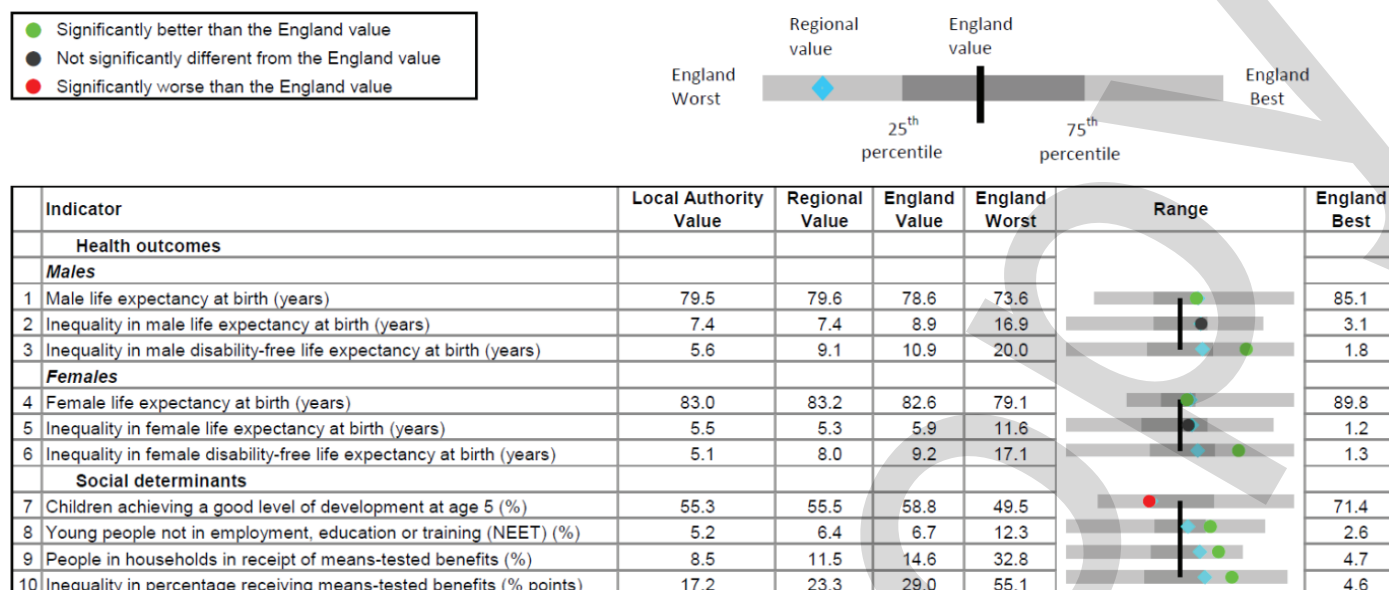 Significantly better than the England value
Not significantly different from the England value
Significantly worse than the England value
Regional value
England value
England Worst
England Best
25th percentile
75th percentile
Indicator Local Authority Value Regional Value England Value England Worst Range England Best
Health outcomes
Males
1 Male life expectancy at birth (years) 79.5 79.6 78.6 73.6 85.1
2 Inequality in male life expectancy at birth (years) 7.4 7.4 8.9 16.9 3.1
3 Inequality in male disability-free life expectancy at birth (years) 5.6 9.1 10.9 20.0 1.8
Females
4 Female life expectancy at birth (years) 83.0 83.2 82.6 79.1 89.8
5 Inequality in female life expectancy at birth (years) 5.5 5.3 5.9 11.6 1.2
6 Inequality in female disability-free life expectancy at birth (years) 5.1 8.0 9.2 17.1 1.3
Social determinants
7 Children achieving a good level of development at age 5 (%) 55.3 55.5 58.8 49.5 71.4
8 Young people not in employment, education or training (NEET) (%) 5.2 6.4 6.7 12.3 2.6
9 People in households in receipt of means-tested benefits (%) 8.5 11.5 14.6 32.8 4.7
10 Inequality in percentage receiving means-tested benefits (% points) 17.2 23.3 29.0 55.1 4.6